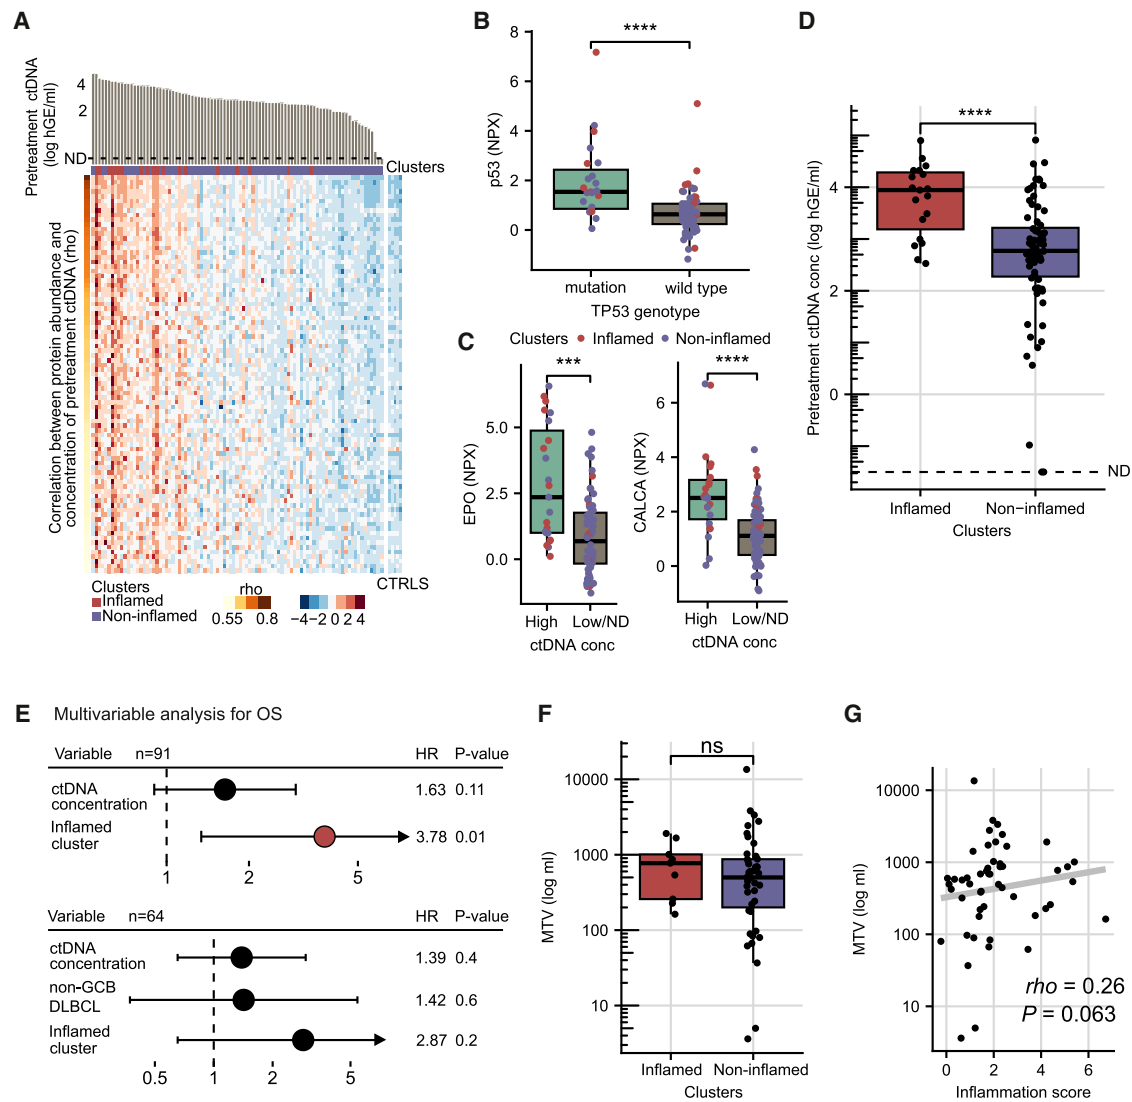 A
Pretreatment ctDNA
(log hGE/ml)
4
2
ND
Clusters
Correlation between protein abundance and
concentration of pretreatment ctDNA (rho)
CTRLS
Clusters
Inflamed
Non-inflamed
rho
0.55 0.8
−4−2 0 2 4
B
p53 (NPX)
8
6
4
2
0
****
mutation wild type
TP53 genotype
Clusters Inflamed Non-inflamed
C
EPO (NPX)
5.0
2.5
0.0
***
High Low/ND
ctDNA conc
CALCA (NPX)
6
4
2
0
****
High Low/ND
ctDNA conc
D
Pretreatment ctDNA conc (log hGE/ml)
4
2
0
****
ND
Inflamed Non−inflamed
Clusters
E Multivariable analysis for OS
Variable n=91 HR P-value
ctDNA
concentration 1.63 0.11
Inflamed
cluster 3.78 0.01
1 2 5
Variable n=64 HR P-value
ctDNA
concentration 1.39 0.4
non-GCB
DLBCL 1.42 0.6
Inflamed
cluster 2.87 0.2
0.5 1 2 5
F
MTV (log ml)
10000
1000
100
10
ns
Inflamed Non-inflamed
Clusters
G
MTV (log ml)
10000
1000
100
10
rho = 0.26
P = 0.063
0 2 4 6
Inflammation score